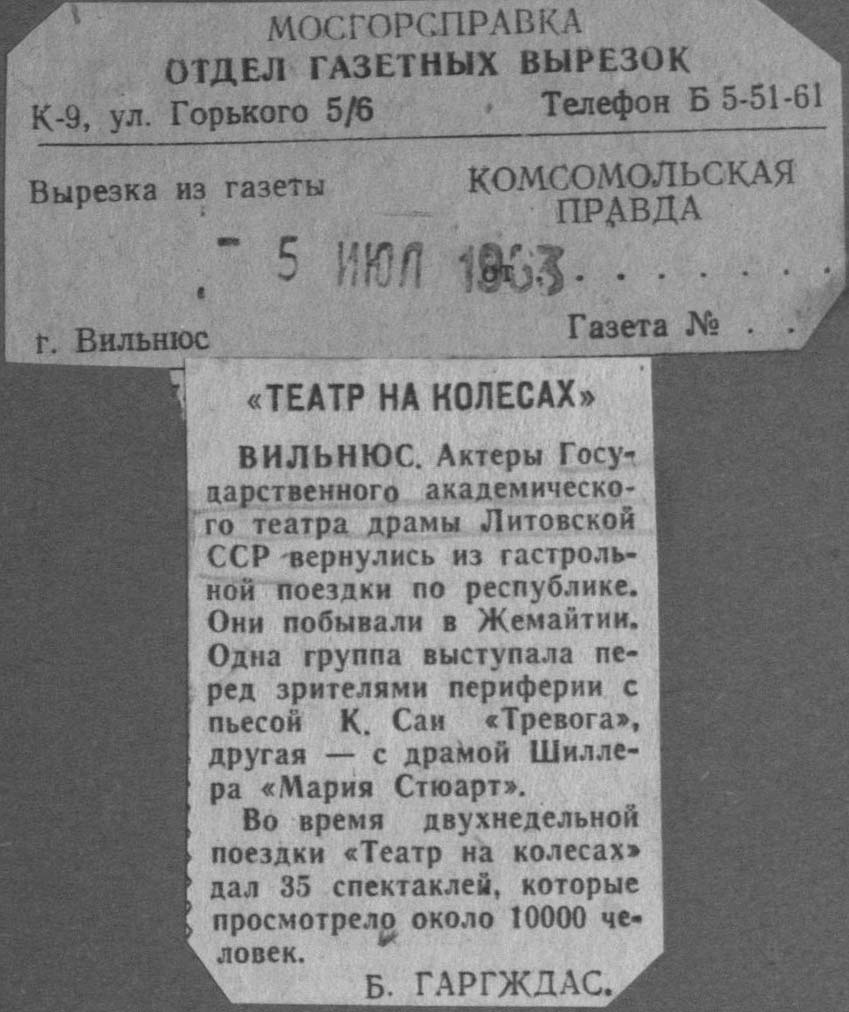 МОСГОРСПРАВКА
ОТДЕЛ ГАЗЕТНЫХ ВЫРЕЗОК
К-9, ул. Горького 5/6 Телефон Б 5-51-61
Вырезка из газеты КОМСОМОЛЬСКАЯ
ПРАВДА
- 5 ИЮЛ 1963 от . . . . . . . .
г. Вильнюс Газета № . .
«ТЕАТР НА КОЛЕСАХ»
ВИЛЬНЮС. Актеры Госу-
дарственного академическо-
го театра драмы Литовской
ССР вернулись из гастроль-
ной поездки по республике.
Они побывали в Жемайтии.
Одна группа выступала пе-
ред зрителями периферии с
пьесой К. Саи «Тревога»,
другая — с драмой Шилле-
ра «Мария Стюарт».
Во время двухнедельной
поездки «Театр на колесах»
дал 35 спектаклей, которые
просмотрело около 10000 че-
ловек.
Б. ГАРГЖДАС.